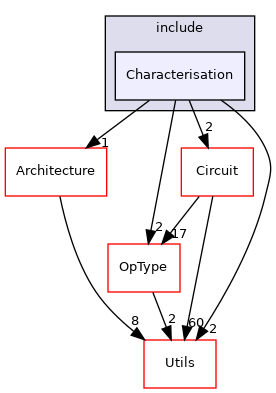 include
Characterisation
2
1
Architecture
Circuit
2
17
OpType
8
2
60
2
Utils